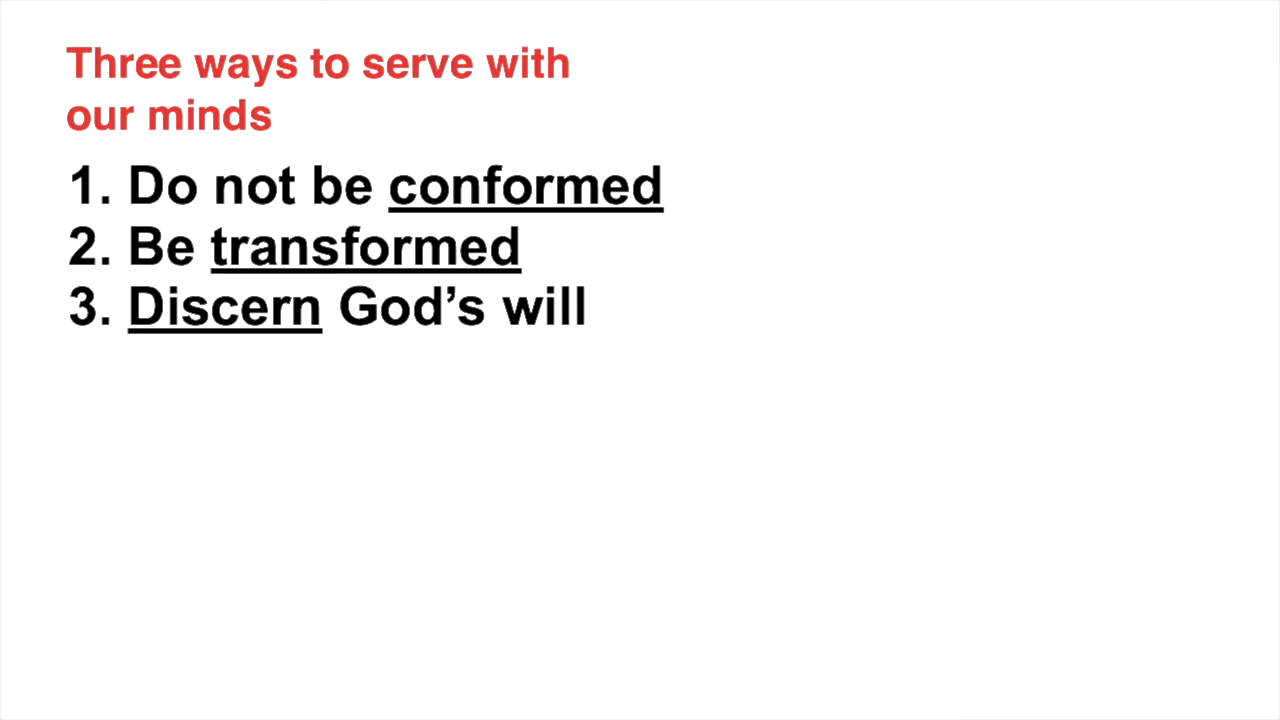 Three ways to serve with
our minds
1. Do not be conformed
2. Be transformed
3. Discern God’s will